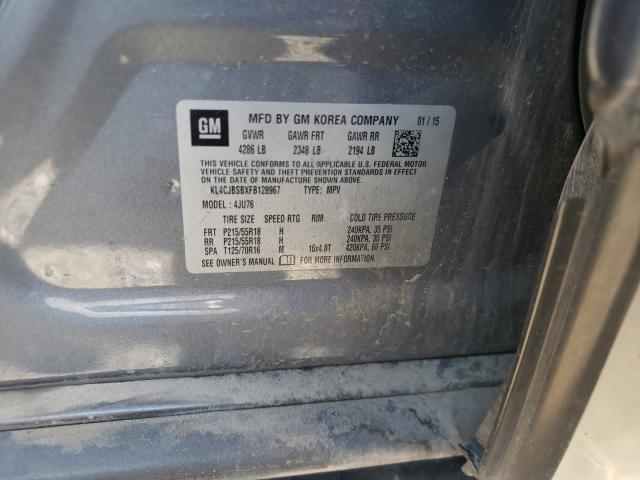 GM
MFD BY GM KOREA COMPANY 01 / 15
GVWR GAWR FRT GAWR RR
4286 LB 2348 LB 2194 LB
THIS VEHICLE CONFORMS TO ALL APPLICABLE U.S. FEDERAL MOTOR
VEHICLE SAFETY AND THEFT PREVENTION STANDARDS IN EFFECT ON
THE DATE OF MANUFACTURE SHOWN ABOVE.
KL4CJBSBXFB128967 TYPE: MPV
MODEL : 4JU76
TIRE SIZE SPEED RTG RIM COLD TIRE PRESSURE
FRT P215/55R18 H 240KPA, 35 PSI
RR P215/55R18 H 240KPA, 35 PSI
SPA T125/70R16 M 16x4.0T 420KPA, 60 PSI
SEE OWNER'S MANUAL FOR MORE INFORMATION.